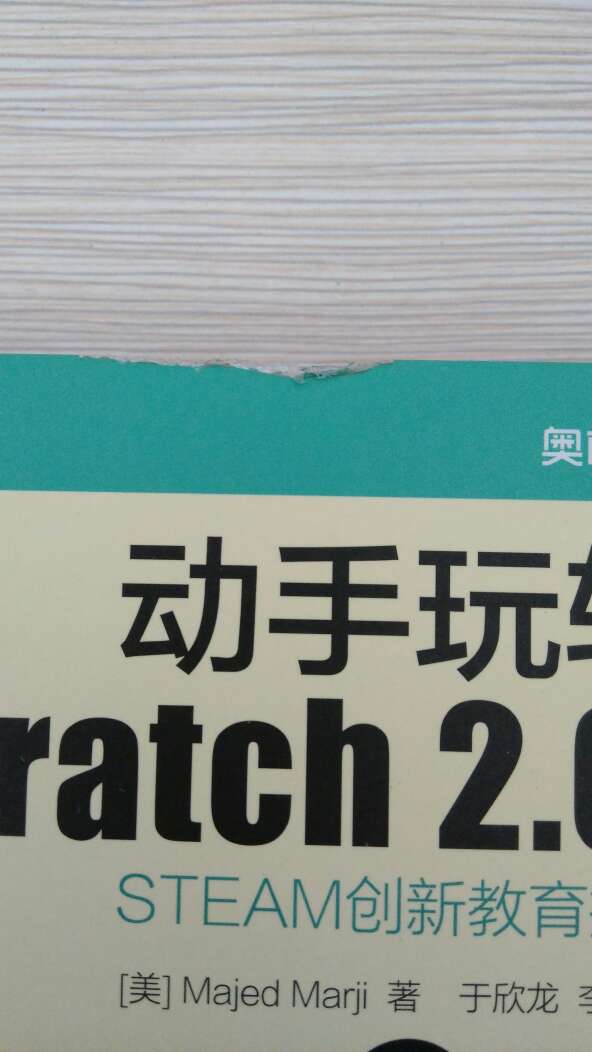 奥
动手玩
ratch 2.
STEAM创新教育
[美] Majed Marji 著 于欣龙